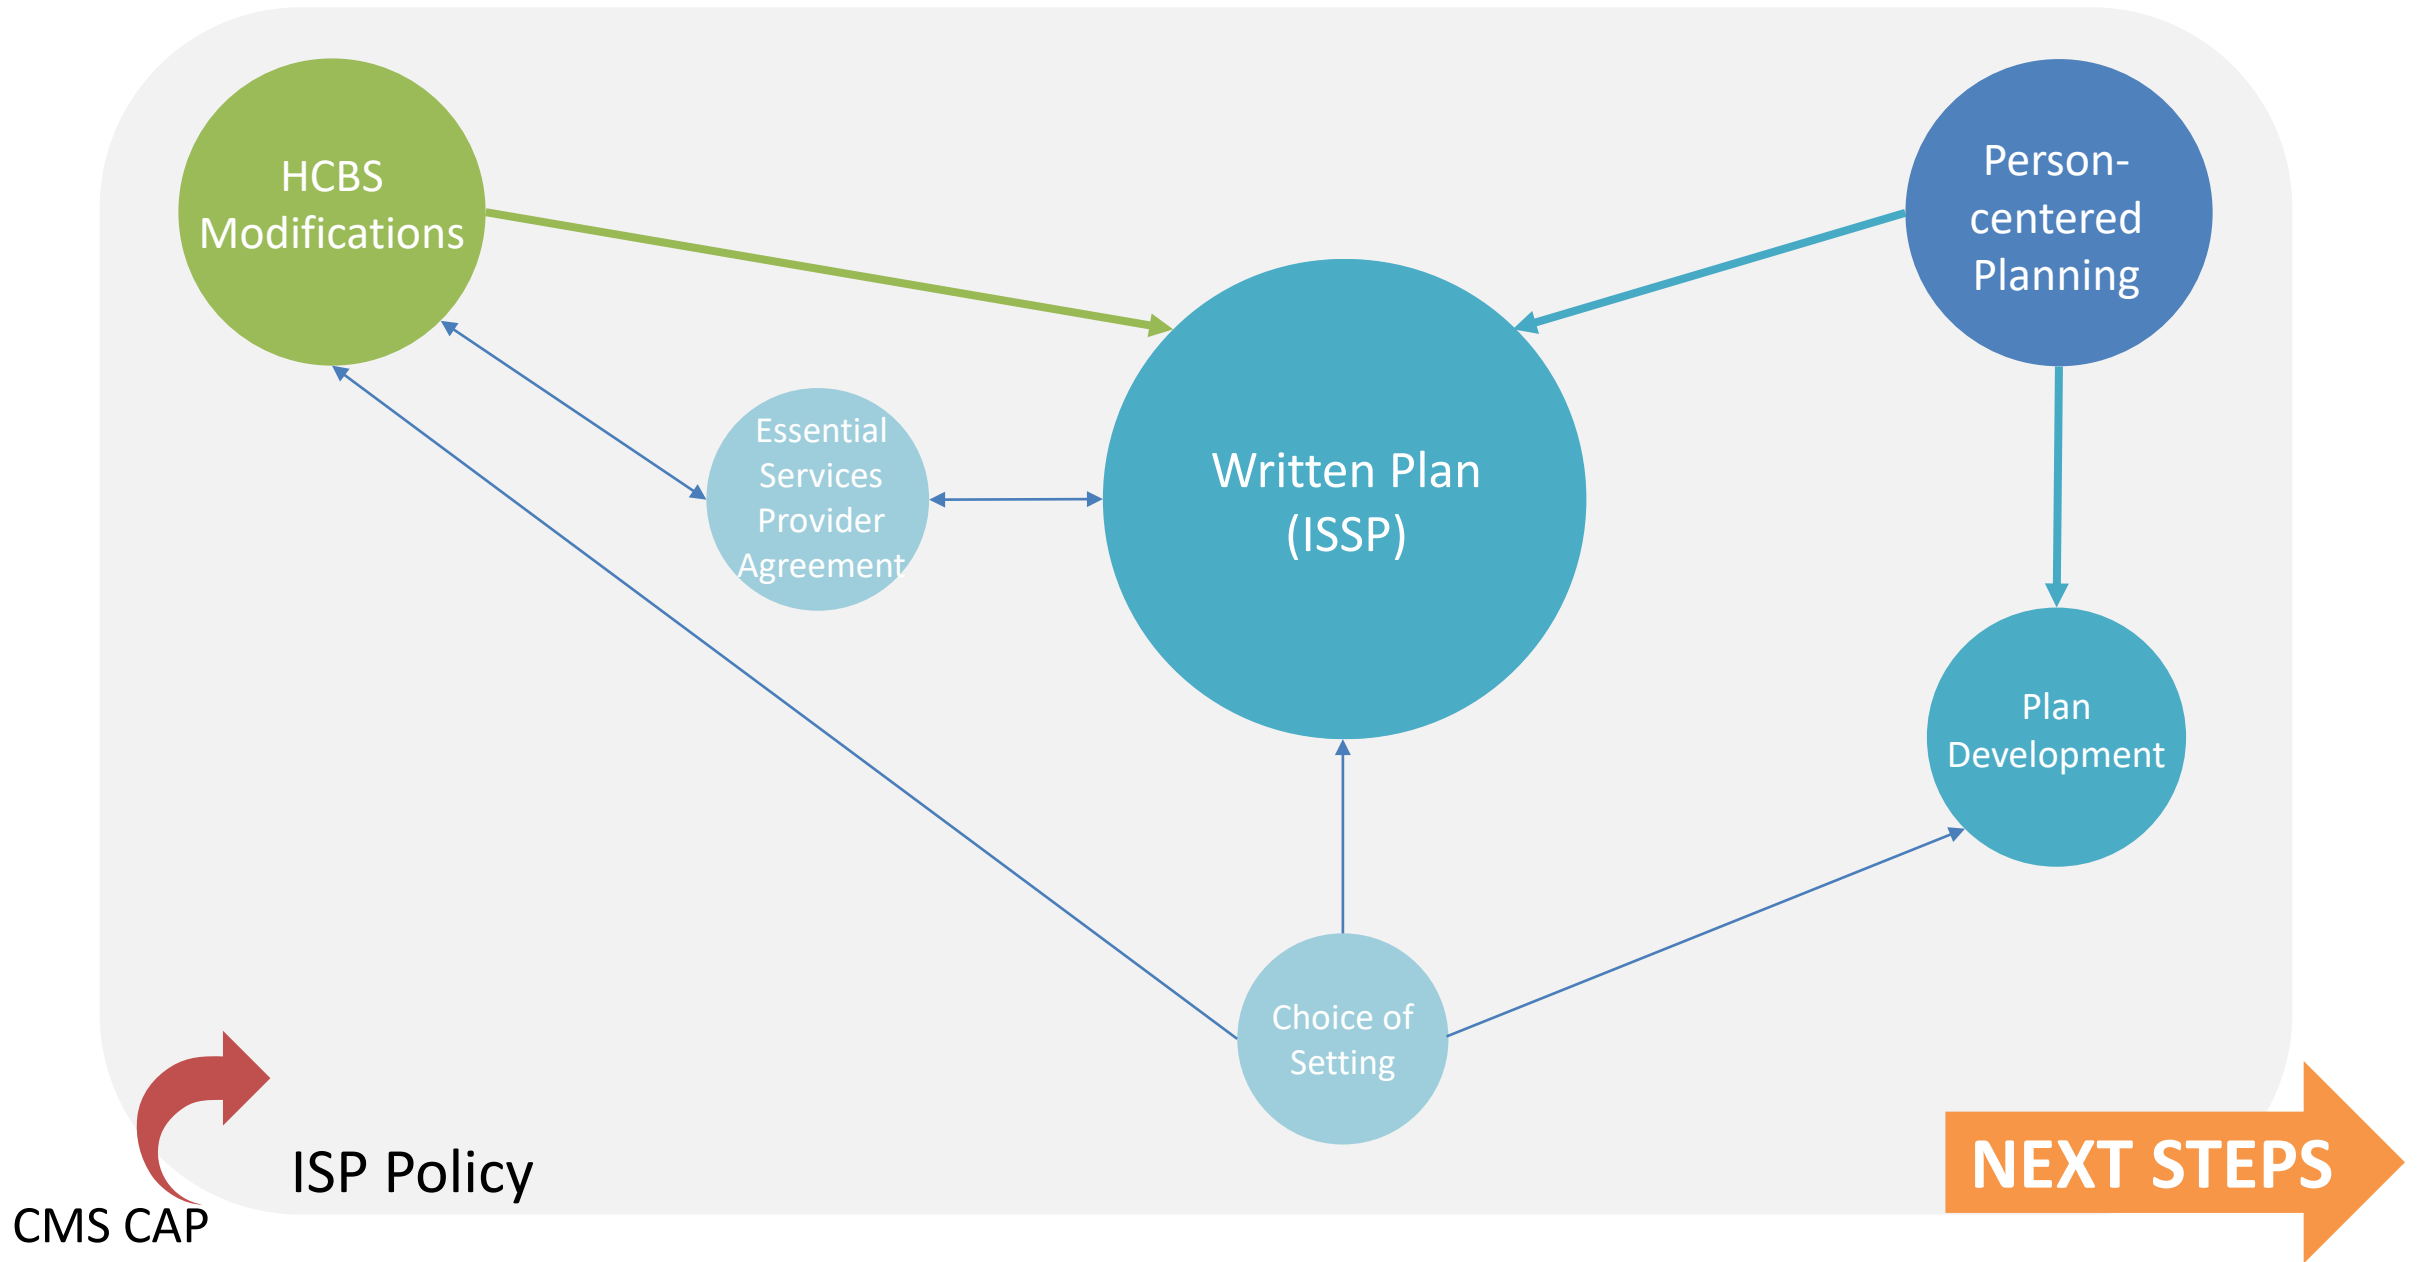 HCBS
Modifications
Person-
centered
Planning
Essential
Services
Provider
Agreement
Written Plan
(ISSP)
Plan
Development
Choice of
Setting
ISP Policy
CMS CAP
NEXT STEPS